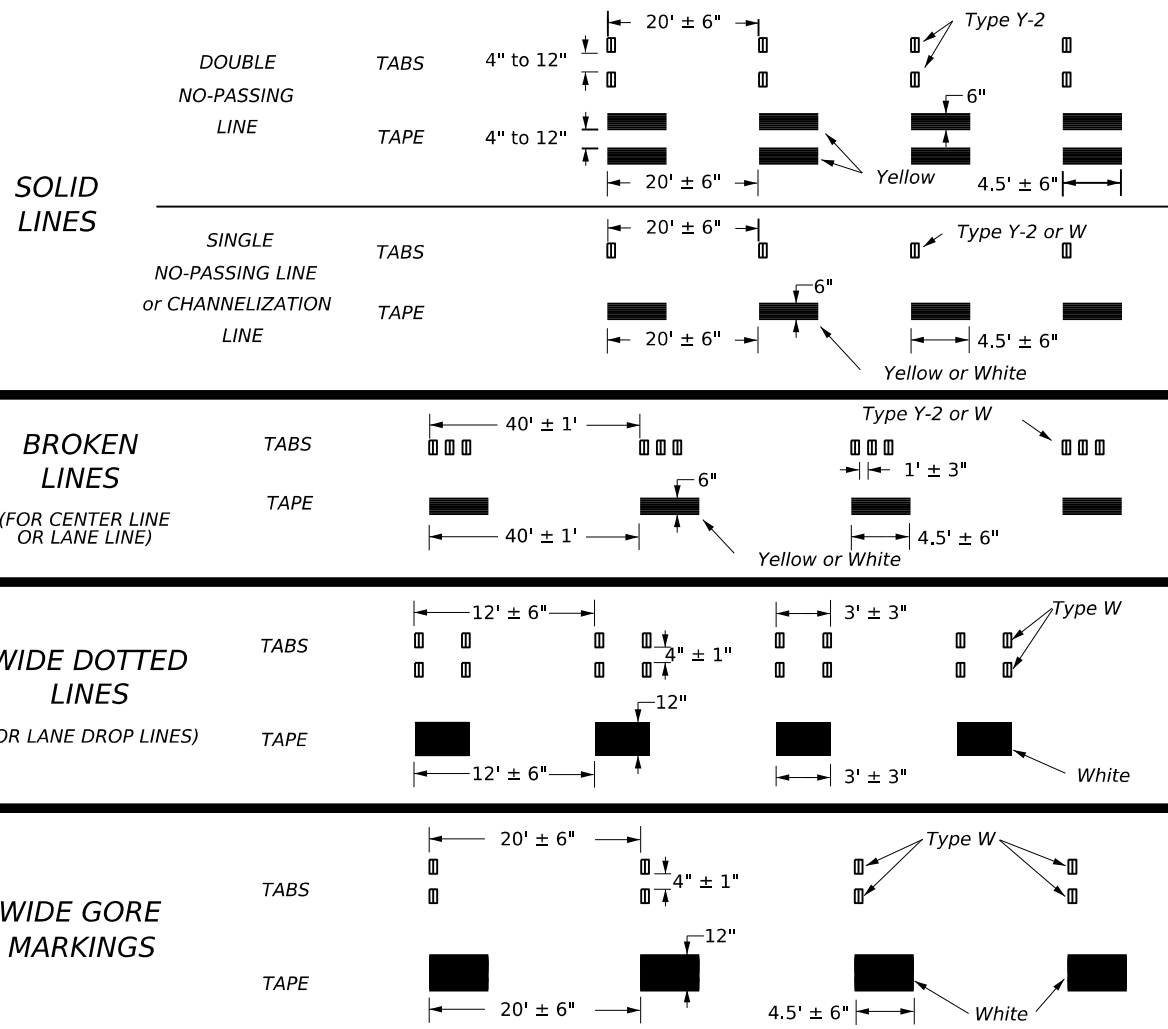 SOLID
LINES
DOUBLE
NO-PASSING
LINE
TABS
4" to 12"
20' ± 6"
Type Y-2
TAPE
4" to 12"
6"
Yellow
20' ± 6"
4.5' ± 6"
SINGLE
NO-PASSING LINE
or CHANNELIZATION
LINE
TABS
20' ± 6"
Type Y-2 or W
TAPE
6"
20' ± 6"
4.5' ± 6"
Yellow or White
BROKEN
LINES
(FOR CENTER LINE
OR LANE LINE)
TABS
40' ± 1'
Type Y-2 or W
1' ± 3"
TAPE
6"
40' ± 1'
4.5' ± 6"
Yellow or White
WIDE DOTTED
LINES
OR LANE DROP LINES)
TABS
12' ± 6"
3' ± 3"
Type W
4" ± 1"
TAPE
12"
12' ± 6"
3' ± 3"
White
WIDE GORE
MARKINGS
TABS
20' ± 6"
Type W
4" ± 1"
TAPE
12"
20' ± 6"
4.5' ± 6"
White